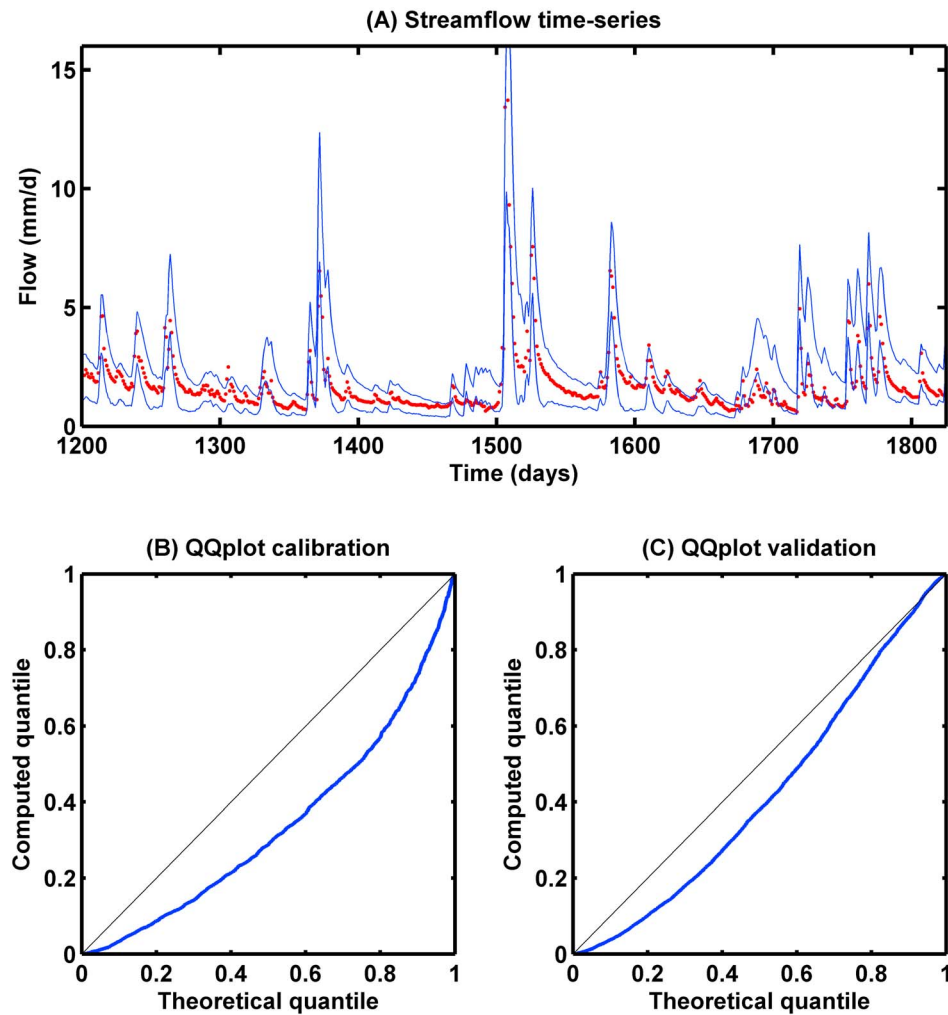 (A) Streamflow time-series
Flow (mm/d)
15
10
5
0
1200 1300 1400 1500 1600 1700 1800
Time (days)
(B) QQplot calibration
Computed quantile
1
0.8
0.6
0.4
0.2
0
0 0.2 0.4 0.6 0.8 1
Theoretical quantile
(C) QQplot validation
Computed quantile
1
0.8
0.6
0.4
0.2
0
0 0.2 0.4 0.6 0.8 1
Theoretical quantile